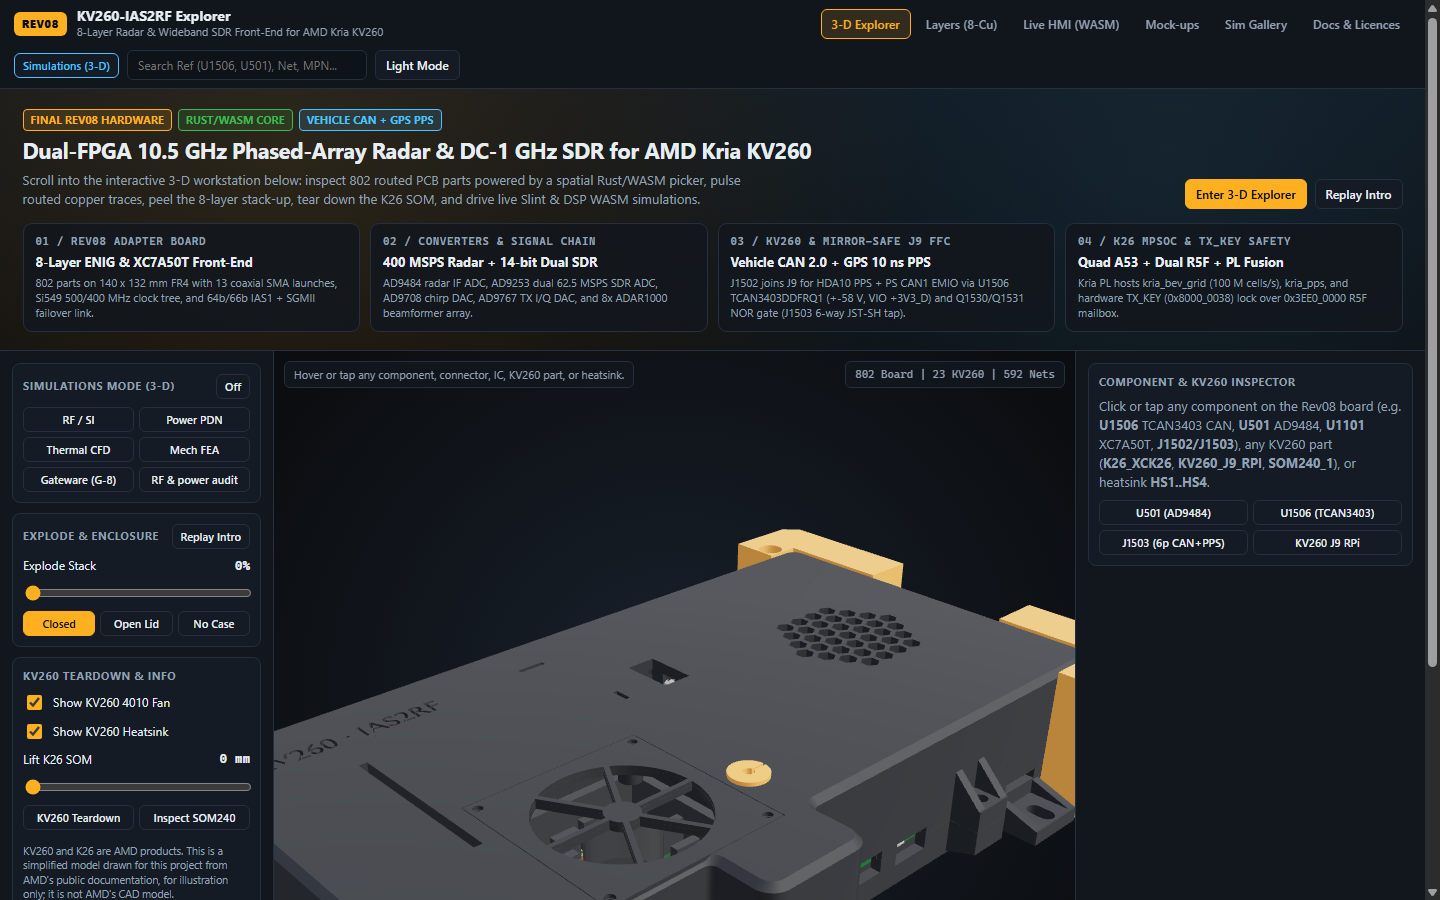 REV08
KV260-IAS2RF Explorer
8-Layer Radar & Wideband SDR Front-End for AMD Kria KV260
3-D Explorer
Layers (8-Cu)
Live HMI (WASM)
Mock-ups
Sim Gallery
Docs & Licences
Simulations (3-D)
Search Ref (U1506, U501), Net, MPN...
Light Mode
FINAL REV08 HARDWARE
RUST/WASM CORE
VEHICLE CAN + GPS PPS
Dual-FPGA 10.5 GHz Phased-Array Radar & DC-1 GHz SDR for AMD Kria KV260
Scroll into the interactive 3-D workstation below: inspect 802 routed PCB parts powered by a spatial Rust/WASM picker, pulse
routed copper traces, peel the 8-layer stack-up, tear down the K26 SOM, and drive live Slint & DSP WASM simulations.
Enter 3-D Explorer
Replay Intro
01 / REV08 ADAPTER BOARD
8-Layer ENIG & XC7A50T Front-End
802 parts on 140 x 132 mm FR4 with 13 coaxial SMA launches,
Si549 500/400 MHz clock tree, and 64b/66b IAS1 + SGMII
failover link.
02 / CONVERTERS & SIGNAL CHAIN
400 MSPS Radar + 14-bit Dual SDR
AD9484 radar IF ADC, AD9253 dual 62.5 MSPS SDR ADC,
AD9708 chirp DAC, AD9767 TX I/Q DAC, and 8x ADAR1000
beamformer array.
03 / KV260 & MIRROR-SAFE J9 FFC
Vehicle CAN 2.0 + GPS 10 ns PPS
J1502 joins J9 for HDA10 PPS + PS CAN1 EMIO via U1506
TCAN3403DDFRQ1 (+-58 V, VIO +3V3_D) and Q1530/Q1531
NOR gate (J1503 6-way JST-SH tap).
04 / K26 MPSOC & TX_KEY SAFETY
Quad A53 + Dual R5F + PL Fusion
Kria PL hosts kria_bev_grid (100 M cells/s), kria_pps, and
hardware TX_KEY (0x8000_0038) lock over 0x3EE0_0000 R5F
mailbox.
SIMULATIONS MODE (3-D)
Off
RF / SI
Power PDN
Thermal CFD
Mech FEA
Gateware (G-8)
RF & power audit
EXPLODE & ENCLOSURE
Replay Intro
Explode Stack
0%
Closed
Open Lid
No Case
KV260 TEARDOWN & INFO
Show KV260 4010 Fan
Show KV260 Heatsink
Lift K26 SOM
0 mm
KV260 Teardown
Inspect SOM240
KV260 and K26 are AMD products. This is a
simplified model drawn for this project from
AMD's public documentation, for illustration
only; it is not AMD's CAD model.
Hover or tap any component, connector, IC, KV260 part, or heatsink.
802 Board | 23 KV260 | 592 Nets
V260 · IAS2RF
COMPONENT & KV260 INSPECTOR
Click or tap any component on the Rev08 board (e.g.
U1506 TCAN3403 CAN, U501 AD9484, U1101
XC7A50T, J1502/J1503), any KV260 part
(K26_XCK26, KV260_J9_RPI, SOM240_1), or
heatsink HS1..HS4.
U501 (AD9484)
U1506 (TCAN3403)
J1503 (6p CAN+PPS)
KV260 J9 RPi